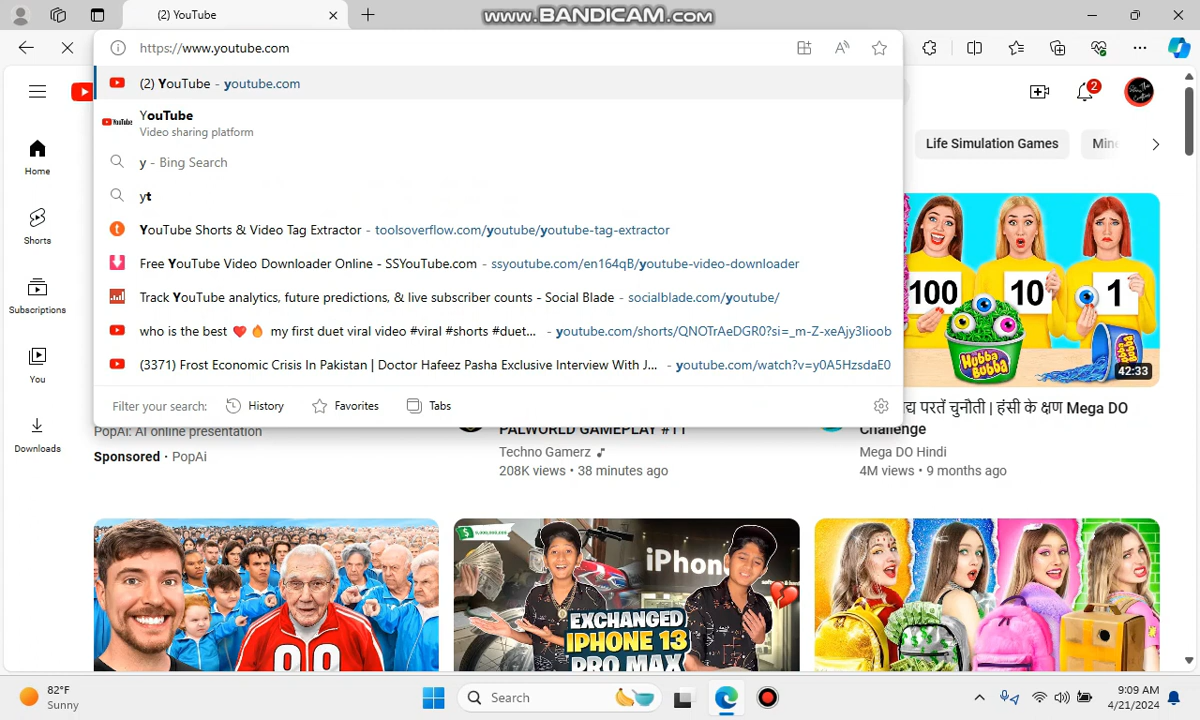 (2) YouTube
www.BANDICAM.com
https://www.youtube.com
(2) YouTube - youtube.com
YouTube
YouTube
Video sharing platform
y - Bing Search
yt
YouTube Shorts & Video Tag Extractor - toolsoverflow.com/youtube/youtube-tag-extractor
Free YouTube Video Downloader Online - SSYouTube.com - ssyoutube.com/en164qB/youtube-video-downloader
Track YouTube analytics, future predictions, & live subscriber counts - Social Blade - socialblade.com/youtube/
who is the best ❤️🔥 my first duet viral video #viral #shorts #duet... - youtube.com/shorts/QNOTrAeDGR0?si=_m-Z-xeAjy3Iioob
(3371) Frost Economic Crisis In Pakistan | Doctor Hafeez Pasha Exclusive Interview With J... - youtube.com/watch?v=y0A5HzsdaE0
Filter your search: History Favorites Tabs
2
Life Simulation Games
Home
Shorts
Subscriptions
You
Downloads
100 10 1
Hubba Bubba
42:33
PopAi: AI online presentation
Sponsored · PopAi
PALWORLD GAMEPLAY #11
Techno Gamerz
208K views • 38 minutes ago
परतें चुनौती | हंसी के क्षण Mega DO
Challenge
Mega DO Hindi
4M views • 9 months ago
iPhon
EXCHANGED
IPHONE 13
PRO MAX
82°F
Sunny
Search
9:09 AM
4/21/2024